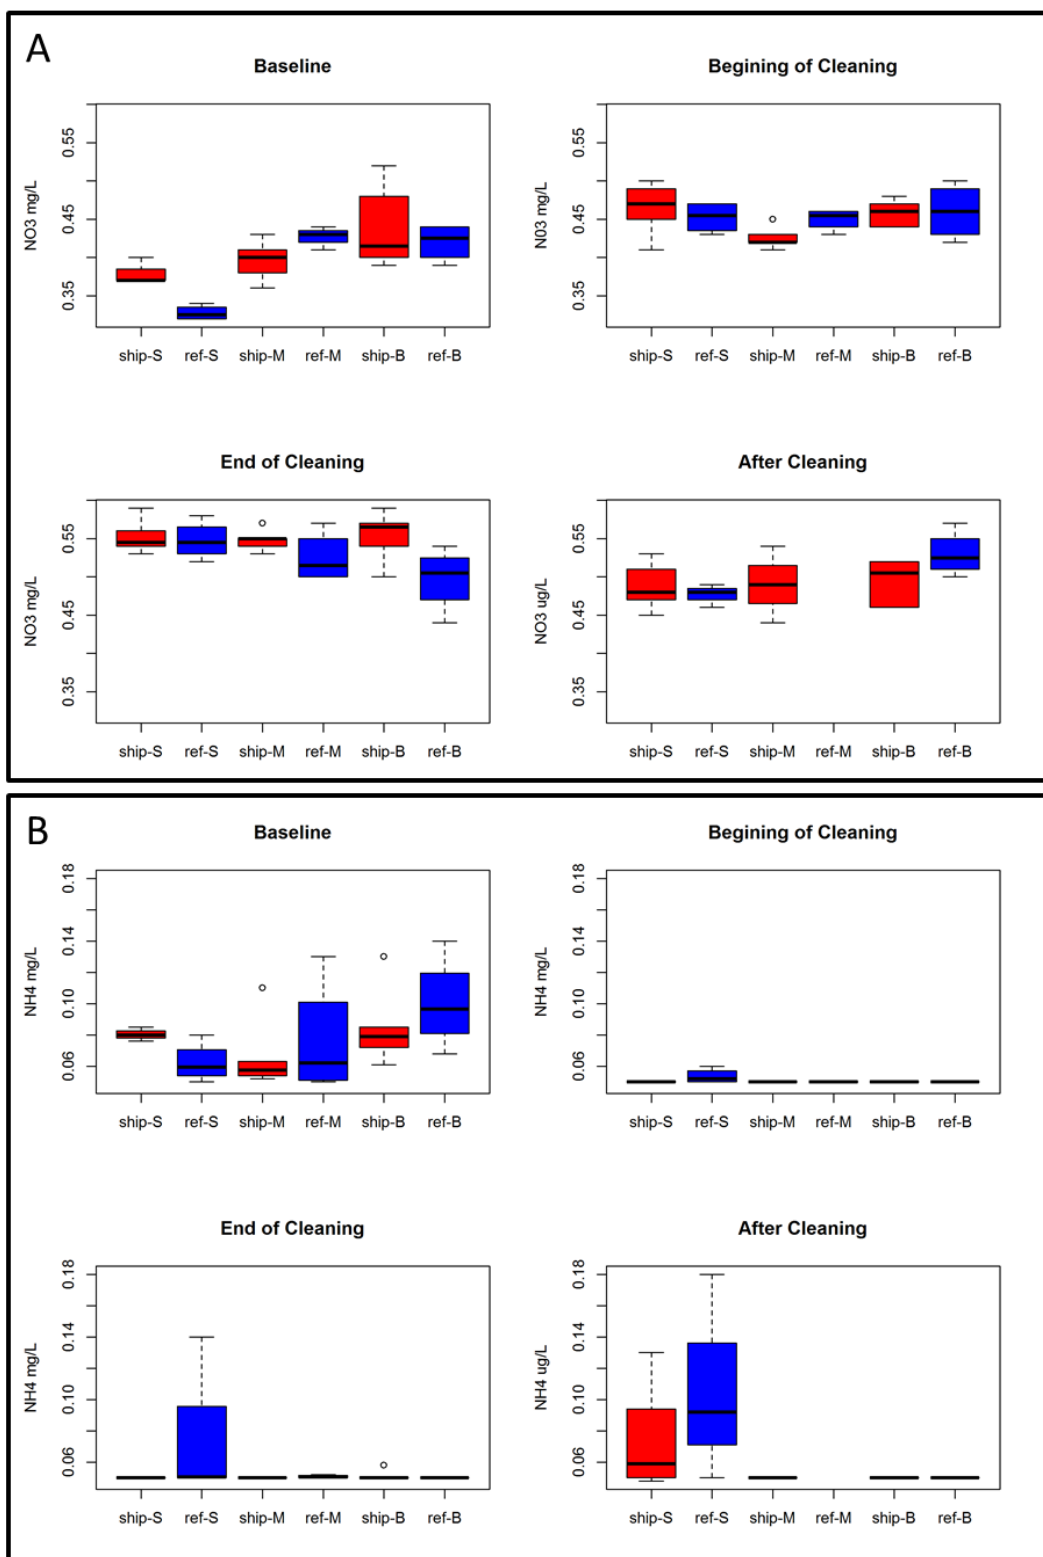 A
Baseline
Begining of Cleaning
NO3 mg/L
0.55
0.45
0.35
ship-S ref-S ship-M ref-M ship-B ref-B
N03 mg/L
0.55
0.45
0.35
ship-S ref-S ship-M ref-M ship-B ref-B
End of Cleaning
After Cleaning
NO3 mg/L
0.55
0.45
0.35
ship-S ref-S ship-M ref-M ship-B ref-B
NO3 ug/L
0.55
0.45
0.35
ship-S ref-S ship-M ref-M ship-B ref-B
B
Baseline
Begining of Cleaning
NH4 mg/L
0.18
0.14
0.10
0.06
ship-S ref-S ship-M ref-M ship-B ref-B
NH4 mg/L
0.18
0.14
0.10
0.06
ship-S ref-S ship-M ref-M ship-B ref-B
End of Cleaning
After Cleaning
NH4 mg/L
0.18
0.14
0.10
0.06
ship-S ref-S ship-M ref-M ship-B ref-B
NH4 ug/L
0.18
0.14
0.10
0.06
ship-S ref-S ship-M ref-M ship-B ref-B